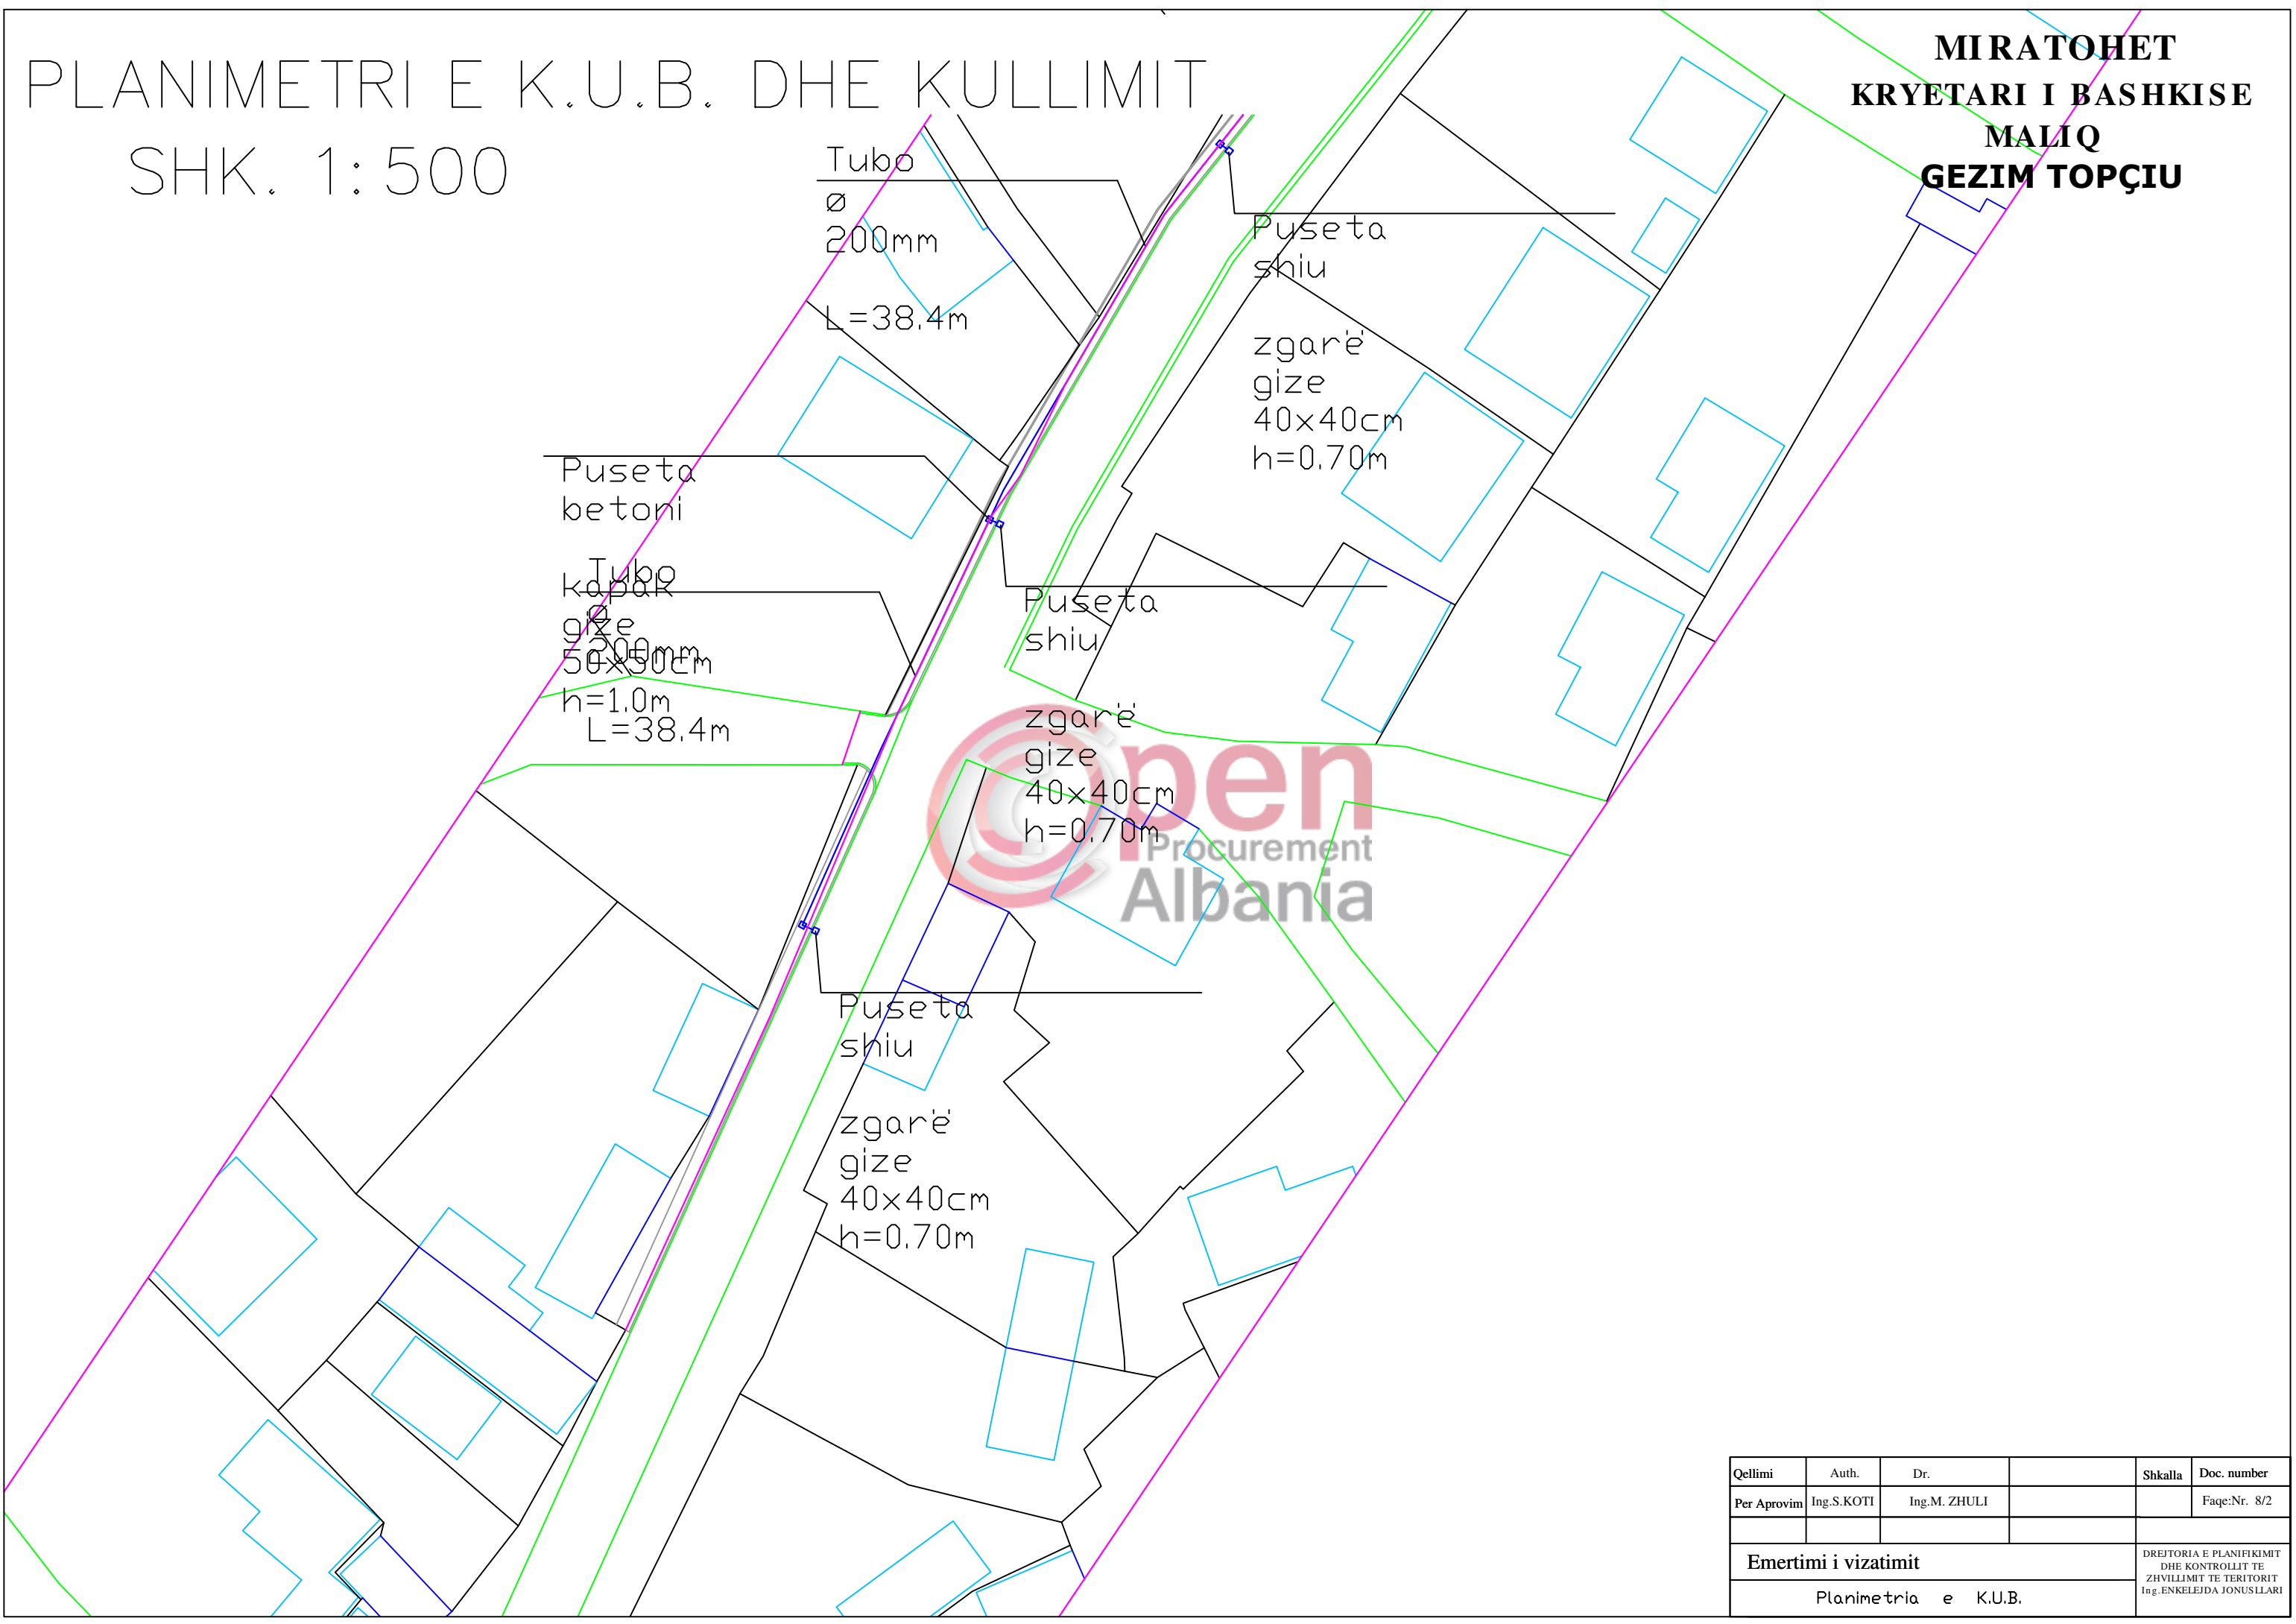 PLANIMETRI E K.U.B. DHE KULLIMIT
SHK. 1:500
MIRATOHET
KRYETARI I BASHKISE
MALIQ
GEZIM TOPÇIU
Tubo
Ø
200mm
L=38.4m
Puseta
shiu
zgarë
gize
40x40cm
h=0.70m
Puseta
betoni
kapak
gize
50x50cm
h=1.0m
Tubo
Ø
200mm
L=38.4m
Puseta
shiu
zgarë
gize
40x40cm
h=0.70m
Open
Procurement
Albania
Puseta
shiu
zgarë
gize
40x40cm
h=0.70m
Qellimi Auth. Dr. Shkalla Doc. number
Per Aprovim Ing.S.KOTI Ing.M. ZHULI Faqe:Nr. 8/2
Emertimi i vizatimit
Planimetria e K.U.B.
DREJTORIA E PLANIFIKIMIT
DHE KONTROLLIT TE
ZHVILLIMIT TE TERITORIT
Ing.ENKELEJDA JONUSLLARI